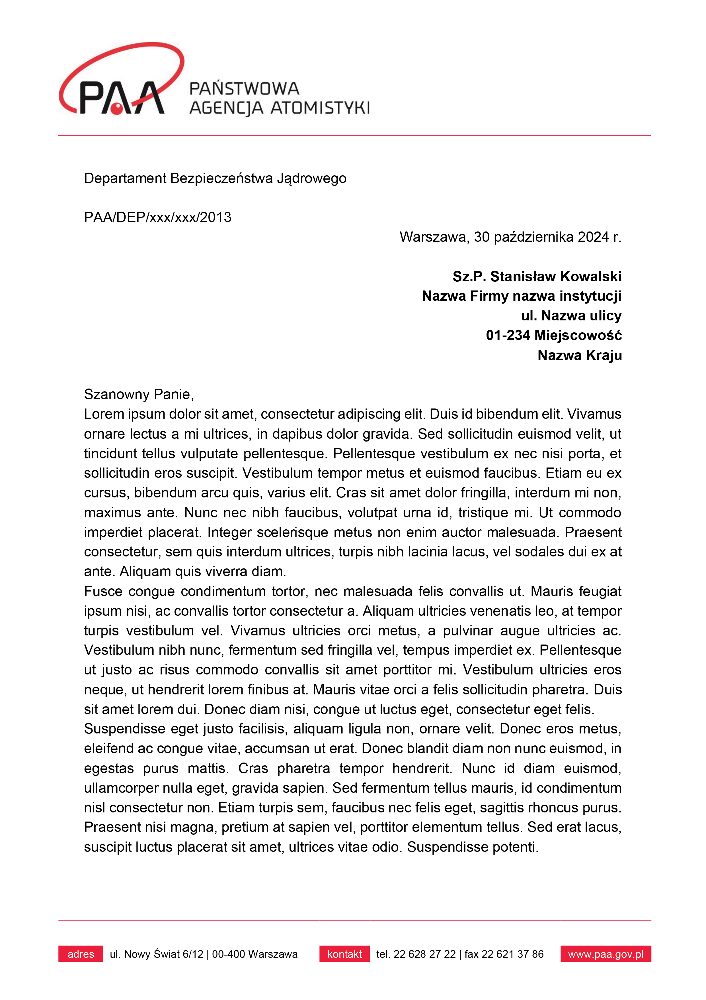 PAA PAŃSTWOWA
AGENCJA ATOMISTYKI
Departament Bezpieczeństwa Jądrowego
PAA/DEP/xxx/xxx/2013
Warszawa, 30 października 2024 r.
Sz.P. Stanisław Kowalski
Nazwa Firmy nazwa instytucji
ul. Nazwa ulicy
01-234 Miejscowość
Nazwa Kraju
Szanowny Panie,
Lorem ipsum dolor sit amet, consectetur adipiscing elit. Duis id bibendum elit. Vivamus
ornare lectus a mi ultrices, in dapibus dolor gravida. Sed sollicitudin euismod velit, ut
tincidunt tellus vulputate pellentesque. Pellentesque vestibulum ex nec nisi porta, et
sollicitudin eros suscipit. Vestibulum tempor metus et euismod faucibus. Etiam eu ex
cursus, bibendum arcu quis, varius elit. Cras sit amet dolor fringilla, interdum mi non,
maximus ante. Nunc nec nibh faucibus, volutpat urna id, tristique mi. Ut commodo
imperdiet placerat. Integer scelerisque metus non enim auctor malesuada. Praesent
consectetur, sem quis interdum ultrices, turpis nibh lacinia lacus, vel sodales dui ex at
ante. Aliquam quis viverra diam.
Fusce congue condimentum tortor, nec malesuada felis convallis ut. Mauris feugiat
ipsum nisi, ac convallis tortor consectetur a. Aliquam ultricies venenatis leo, at tempor
turpis vestibulum vel. Vivamus ultricies orci metus, a pulvinar augue ultricies ac.
Vestibulum nibh nunc, fermentum sed fringilla vel, tempus imperdiet ex. Pellentesque
ut justo ac risus commodo convallis sit amet porttitor mi. Vestibulum ultricies eros
neque, ut hendrerit lorem finibus at. Mauris vitae orci a felis sollicitudin pharetra. Duis
sit amet lorem dui. Donec diam nisi, congue ut luctus eget, consectetur eget felis.
Suspendisse eget justo facilisis, aliquam ligula non, ornare velit. Donec eros metus,
eleifend ac congue vitae, accumsan ut erat. Donec blandit diam non nunc euismod, in
egestas purus mattis. Cras pharetra tempor hendrerit. Nunc id diam euismod,
ullamcorper nulla eget, gravida sapien. Sed fermentum tellus mauris, id condimentum
nisl consectetur non. Etiam turpis sem, faucibus nec felis eget, sagittis rhoncus purus.
Praesent nisi magna, pretium at sapien vel, porttitor elementum tellus. Sed erat lacus,
suscipit luctus placerat sit amet, ultrices vitae odio. Suspendisse potenti.
adres ul. Nowy Świat 6/12 | 00-400 Warszawa kontakt tel. 22 628 27 22 | fax 22 621 37 86 www.paa.gov.pl